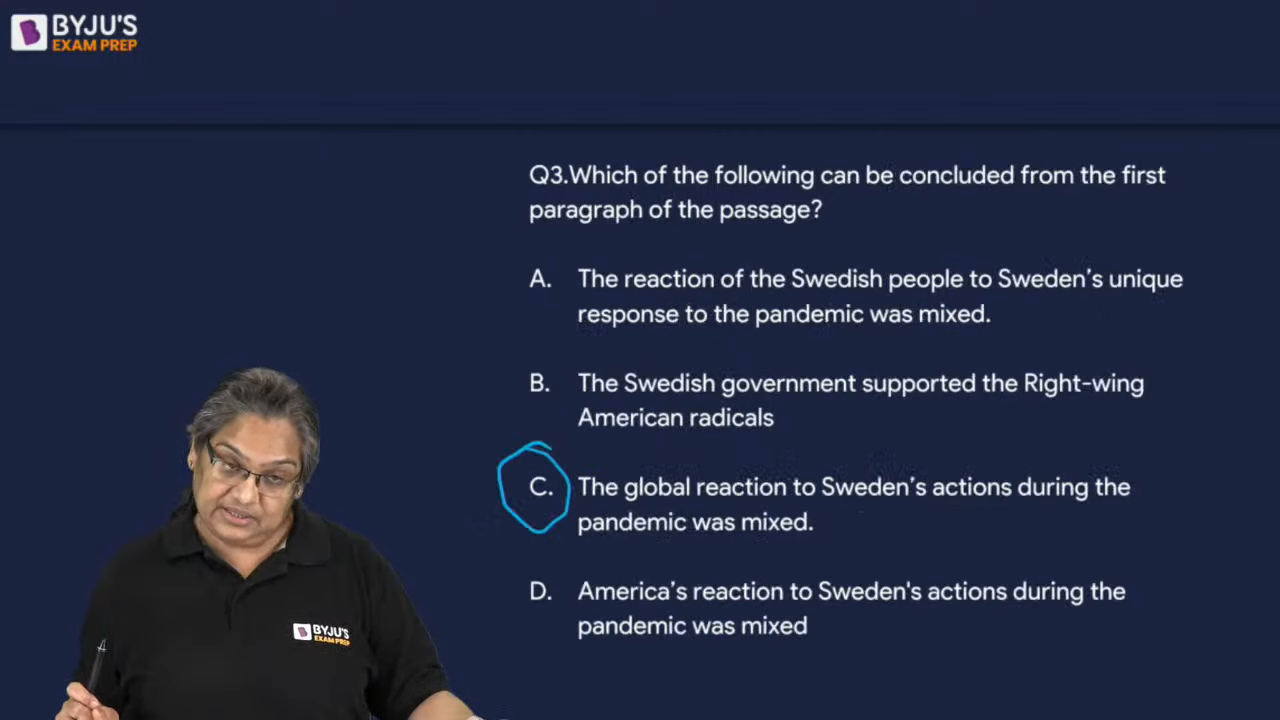 BYJU'S
EXAM PREP
Q3.Which of the following can be concluded from the first
paragraph of the passage?
A. The reaction of the Swedish people to Sweden's unique
response to the pandemic was mixed.
B. The Swedish government supported the Right-wing
American radicals
C. The global reaction to Sweden's actions during the
pandemic was mixed.
D. America's reaction to Sweden's actions during the
pandemic was mixed
BYJU'S
EXAM PREP